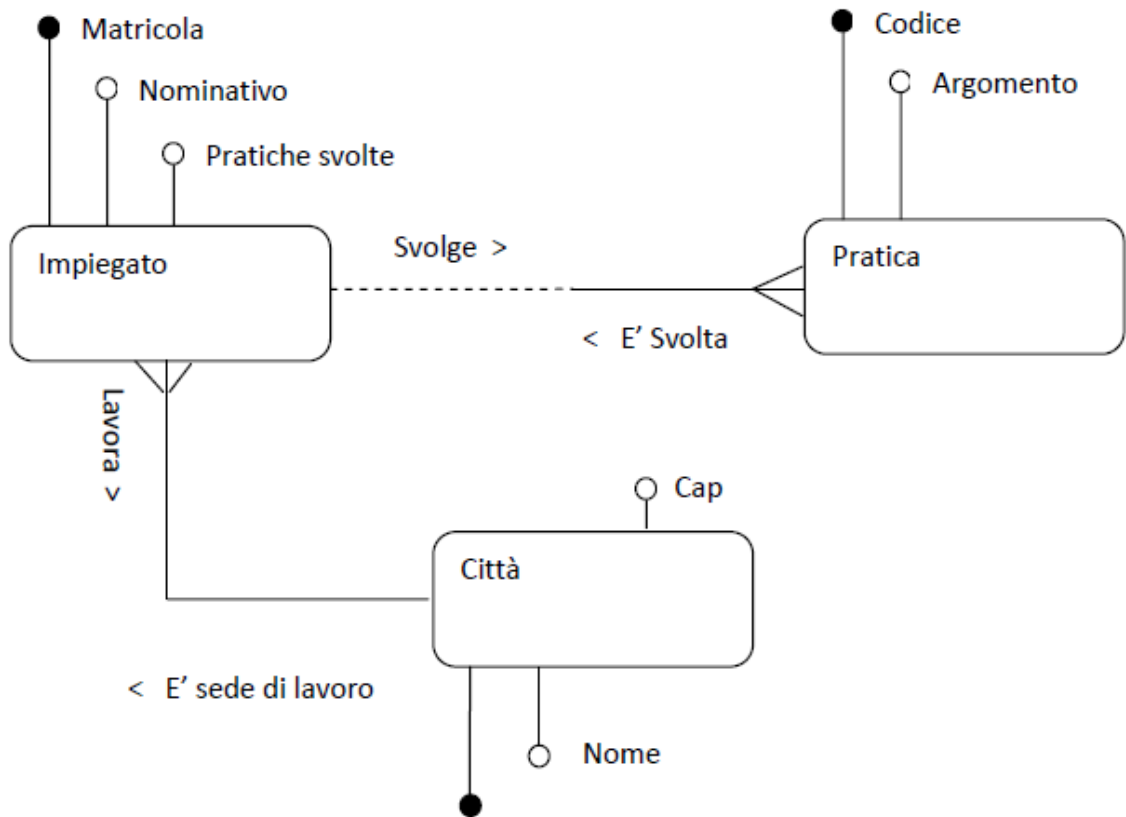 Matricola
Nominativo
Pratiche svolte
Codice
Argomento
Impiegato
Svolge >
Pratica
< E' Svolta
Lavora >
Cap
Città
< E' sede di lavoro
Nome